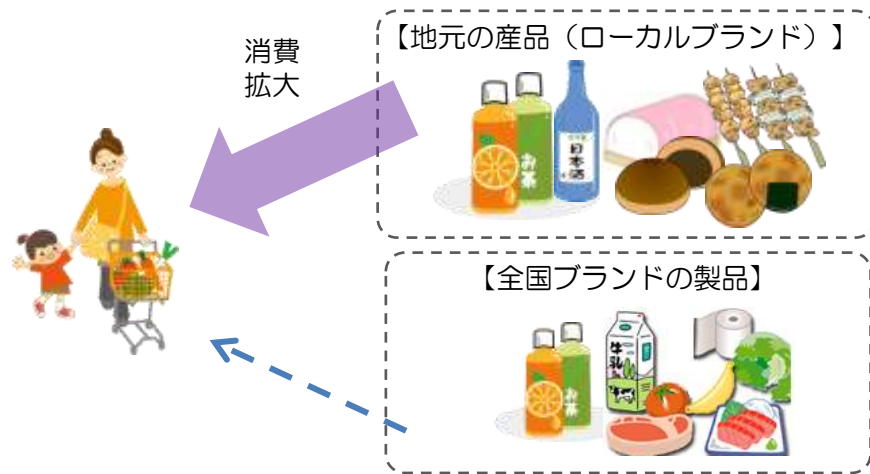 消費
拡大
【地元の産品（ローカルブランド）】
お茶
日本酒
【全国ブランドの製品】
お茶
牛乳